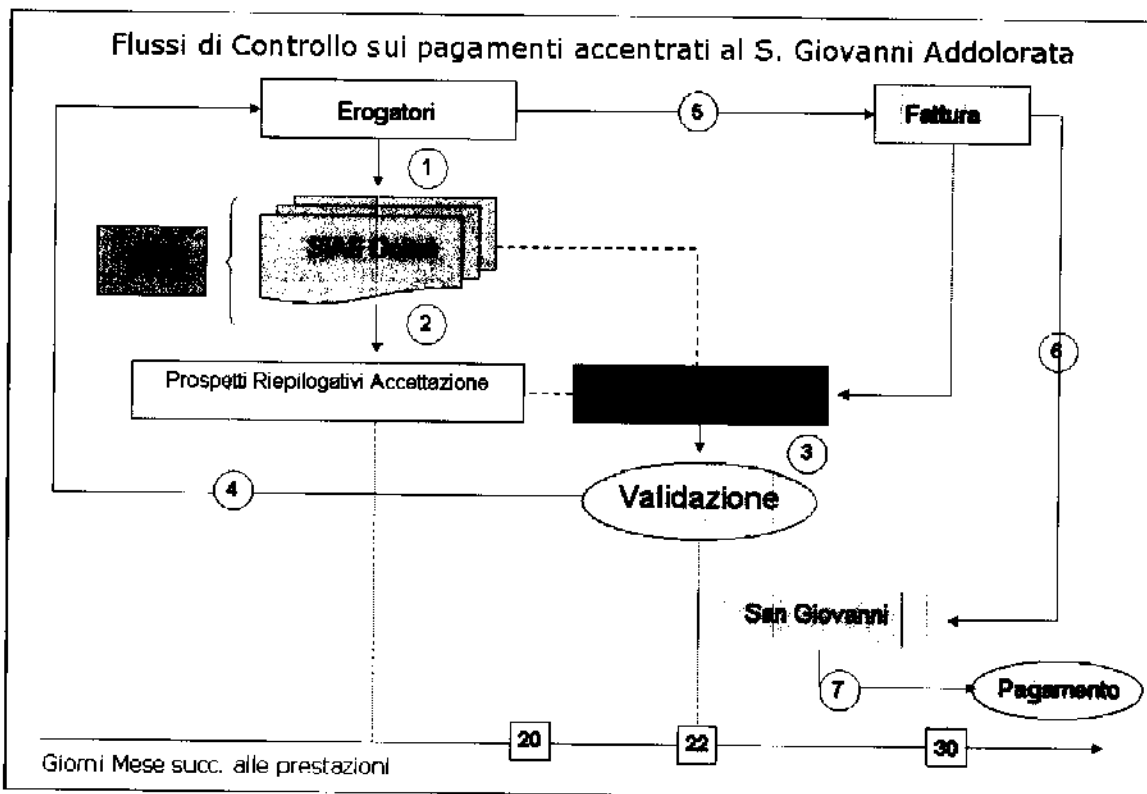 Flussi di Controllo sui pagamenti accentrati al S. Giovanni Addolorata
Erogatori
5
Fattura
1
2
6
Prospetti Riepilogativi Accettazione
3
4
Validazione
San Giovanni
7
Pagamento
20
22
30
Giorni Mese succ. alle prestazioni